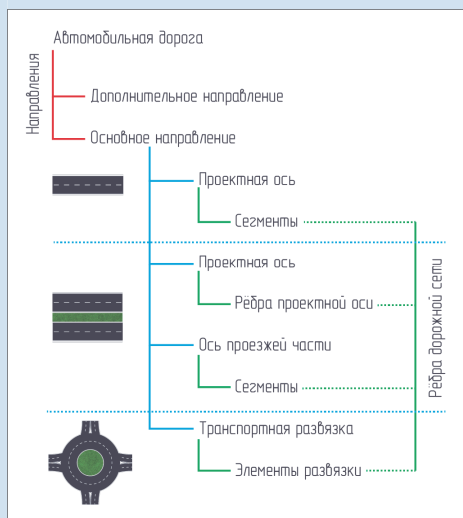 Автомобильная дорога
Направления
Дополнительное направление
Основное направление
Проектная ось
Сегменты
Проектная ось
Рёбра проектной оси
Ось проезжей части
Сегменты
Транспортная развязка
Элементы развязки
Рёбра дорожной сети